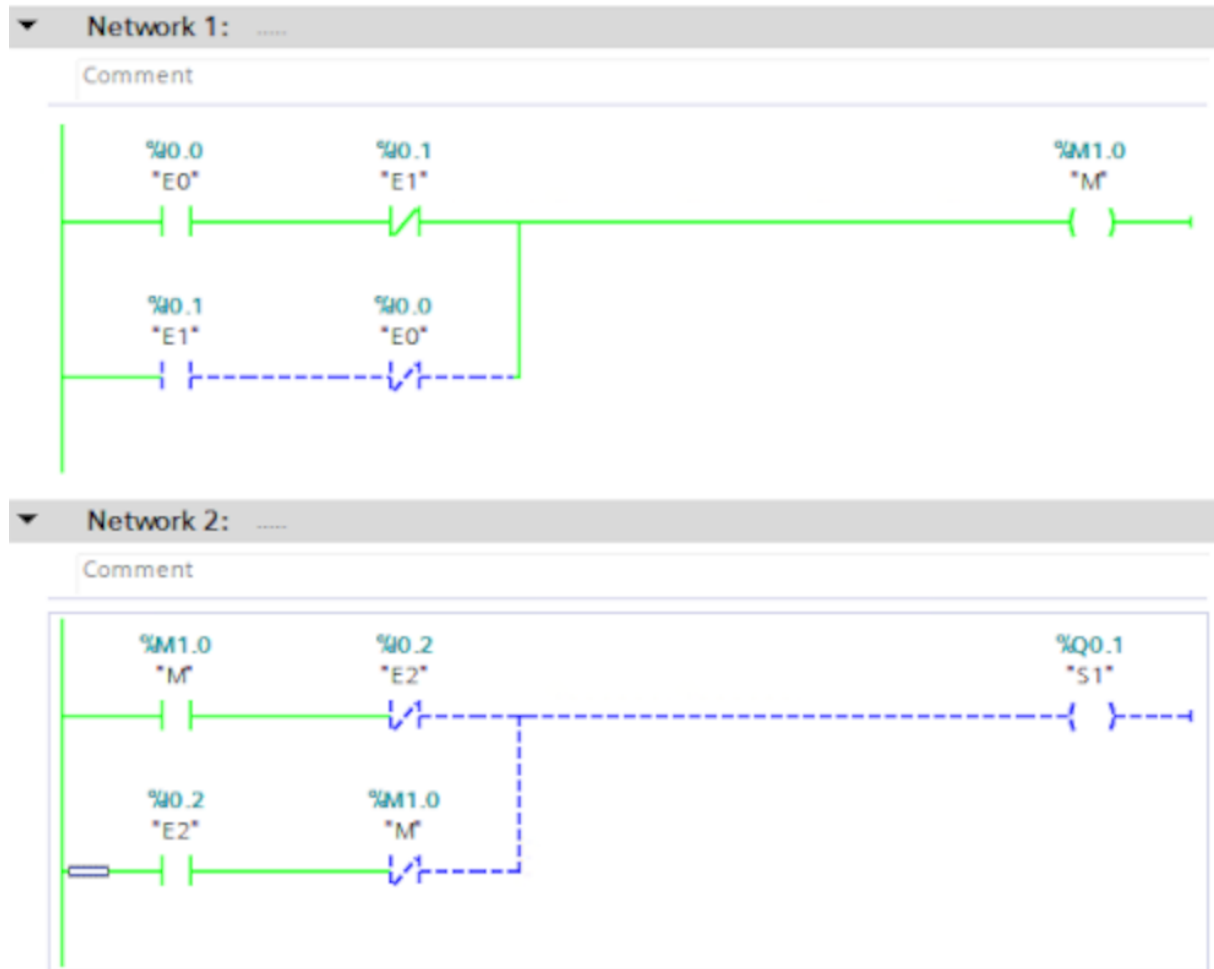 Network 1: .....
Comment
%I0.0 %I0.1 %M1.0
"E0" "E1" "M"
%I0.1 %I0.0
"E1" "E0"
Network 2: .....
Comment
%M1.0 %I0.2 %Q0.1
"M" "E2" "S1"
%I0.2 %M1.0
"E2" "M"